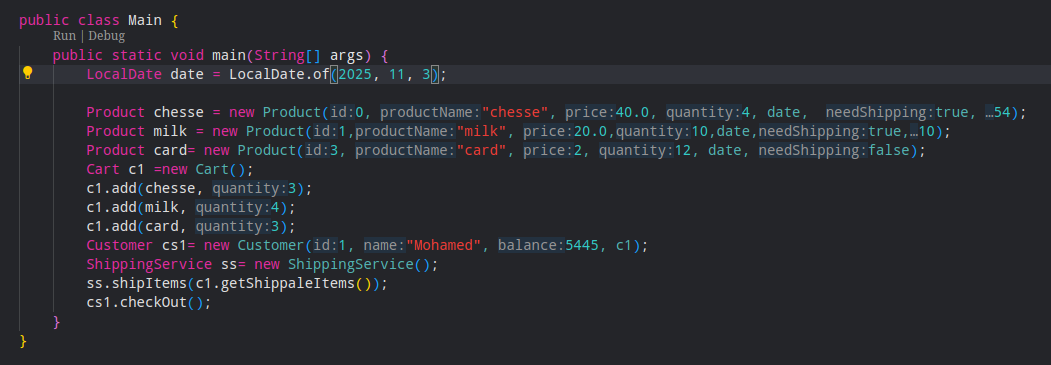 public class Main {
Run | Debug
public static void main(String[] args) {
LocalDate date = LocalDate.of(2025, 11, 3);
Product chesse = new Product(id:0, productName:"chesse", price:40.0, quantity:4, date,  needShipping:true, …54);
Product milk = new Product(id:1,productName:"milk", price:20.0,quantity:10,date,needShipping:true,…10);
Product card= new Product(id:3, productName:"card", price:2, quantity:12, date, needShipping:false);
Cart c1 =new Cart();
c1.add(chesse, quantity:3);
c1.add(milk, quantity:4);
c1.add(card, quantity:3);
Customer cs1= new Customer(id:1, name:"Mohamed", balance:5445, c1);
ShippingService ss= new ShippingService();
ss.shipItems(c1.getShippaleItems());
cs1.checkOut();
}
}